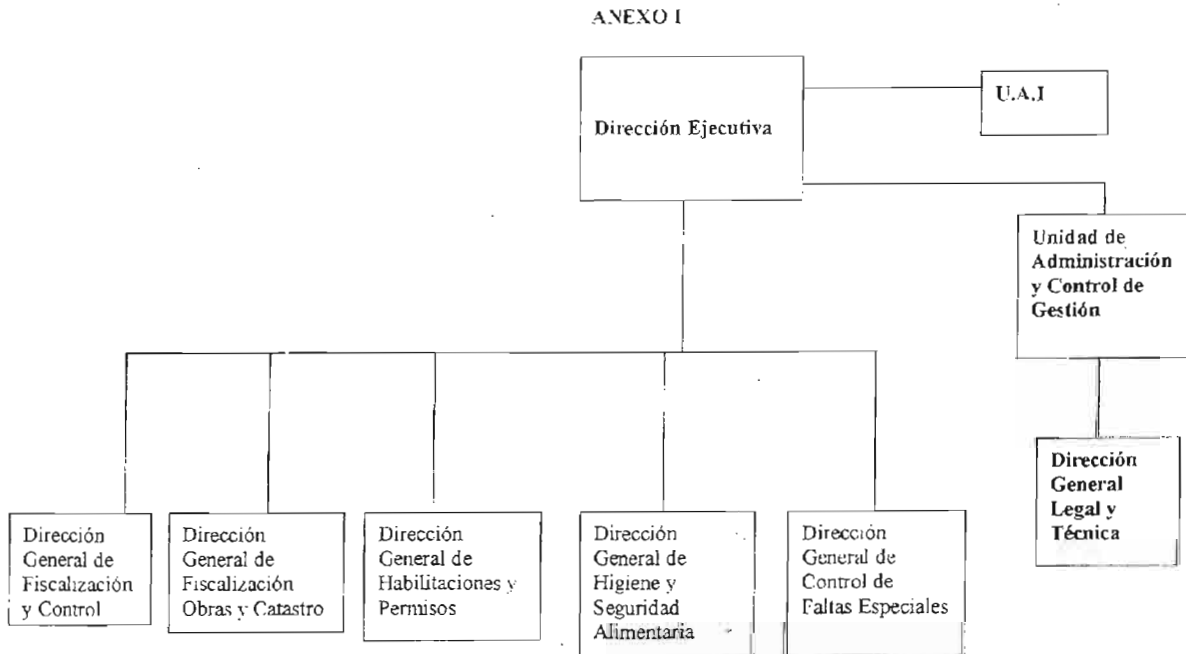 ANEXO I
Dirección Ejecutiva
U.A.I
Unidad de
Administración
y Control de
Gestión
Dirección
General
Legal y
Técnica
Dirección
General de
Fiscalización
y Control
Dirección
General de
Fiscalización
Obras y Catastro
Dirección
General de
Habilitaciones y
Permisos
Dirección
General de
Higiene y
Seguridad
Alimentaria
Dirección
General de
Control de
Faltas Especiales